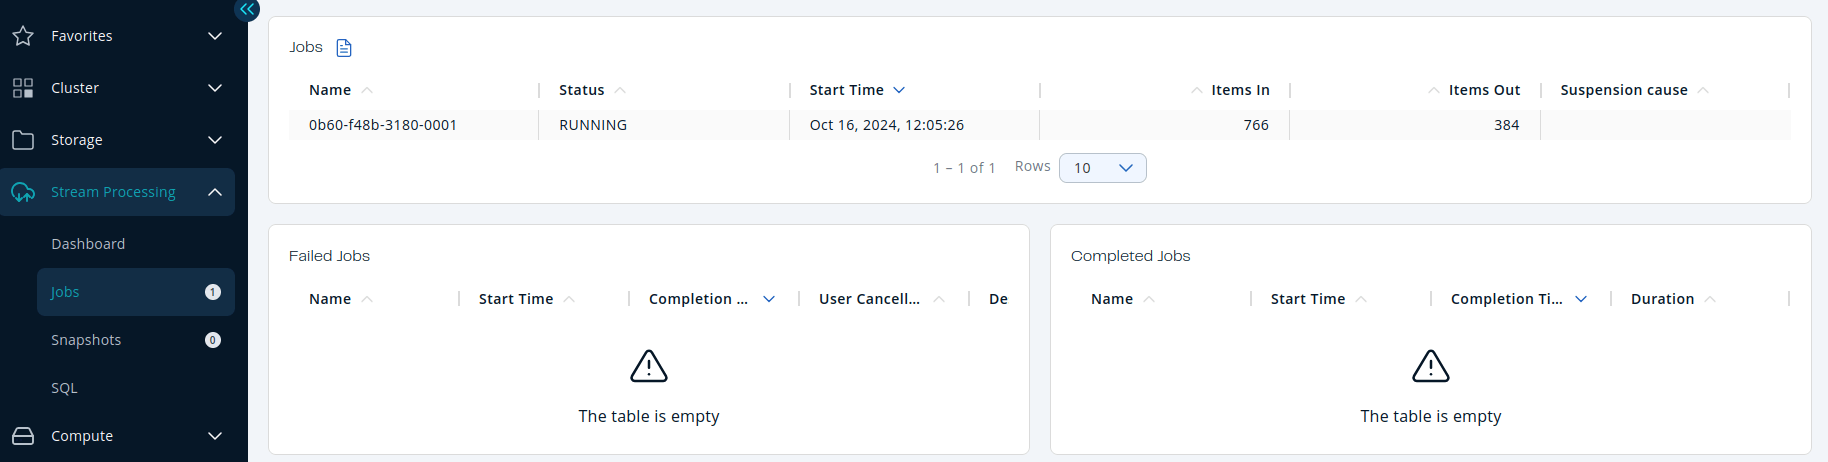 Favorites
Cluster
Storage
Stream Processing
Dashboard
Jobs 1
Snapshots 0
SQL
Compute
Jobs
Name Status Start Time Items In Items Out Suspension cause
0b60-f48b-3180-0001 RUNNING Oct 16, 2024, 12:05:26 766 384
1 – 1 of 1 Rows 10
Failed Jobs
Name Start Time Completion ... User Cancell... De
The table is empty
Completed Jobs
Name Start Time Completion Ti... Duration
The table is empty